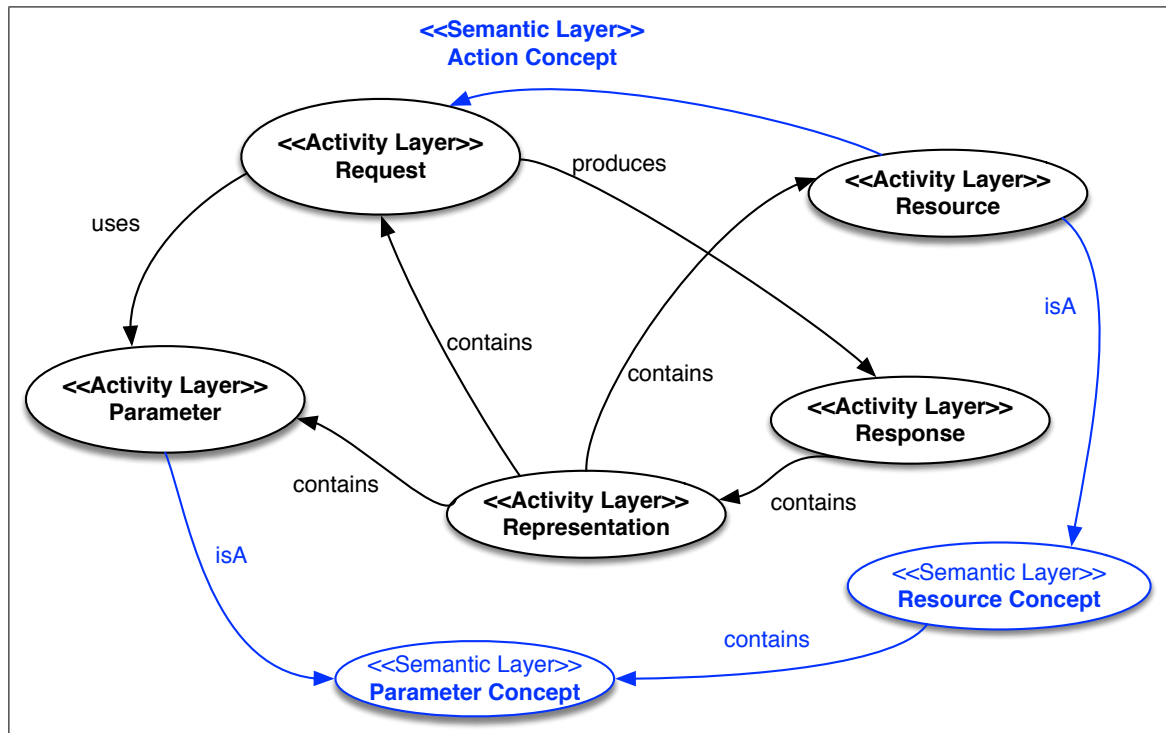 <<Semantic Layer>>
Action Concept
<<Activity Layer>>
Request
produces
<<Activity Layer>>
Resource
uses
isA
contains
contains
<<Activity Layer>>
Parameter
<<Activity Layer>>
Response
contains
<<Activity Layer>>
Representation
contains
isA
<<Semantic Layer>>
Resource Concept
contains
<<Semantic Layer>>
Parameter Concept